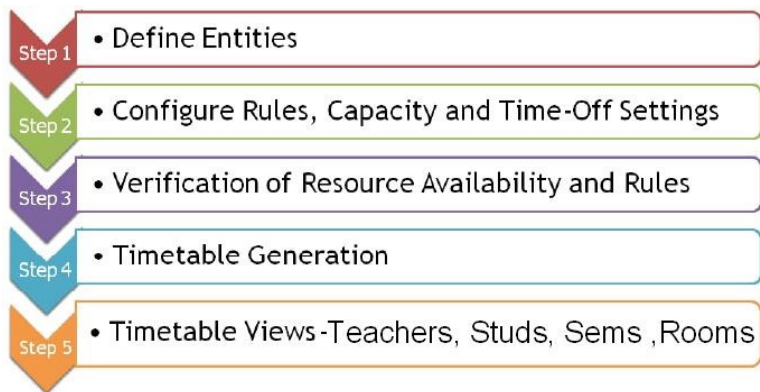 Step 1
• Define Entities
Step 2
• Configure Rules, Capacity and Time-Off Settings
Step 3
• Verification of Resource Availability and Rules
Step 4
• Timetable Generation
Step 5
• Timetable Views-Teachers, Studs, Sems ,Rooms